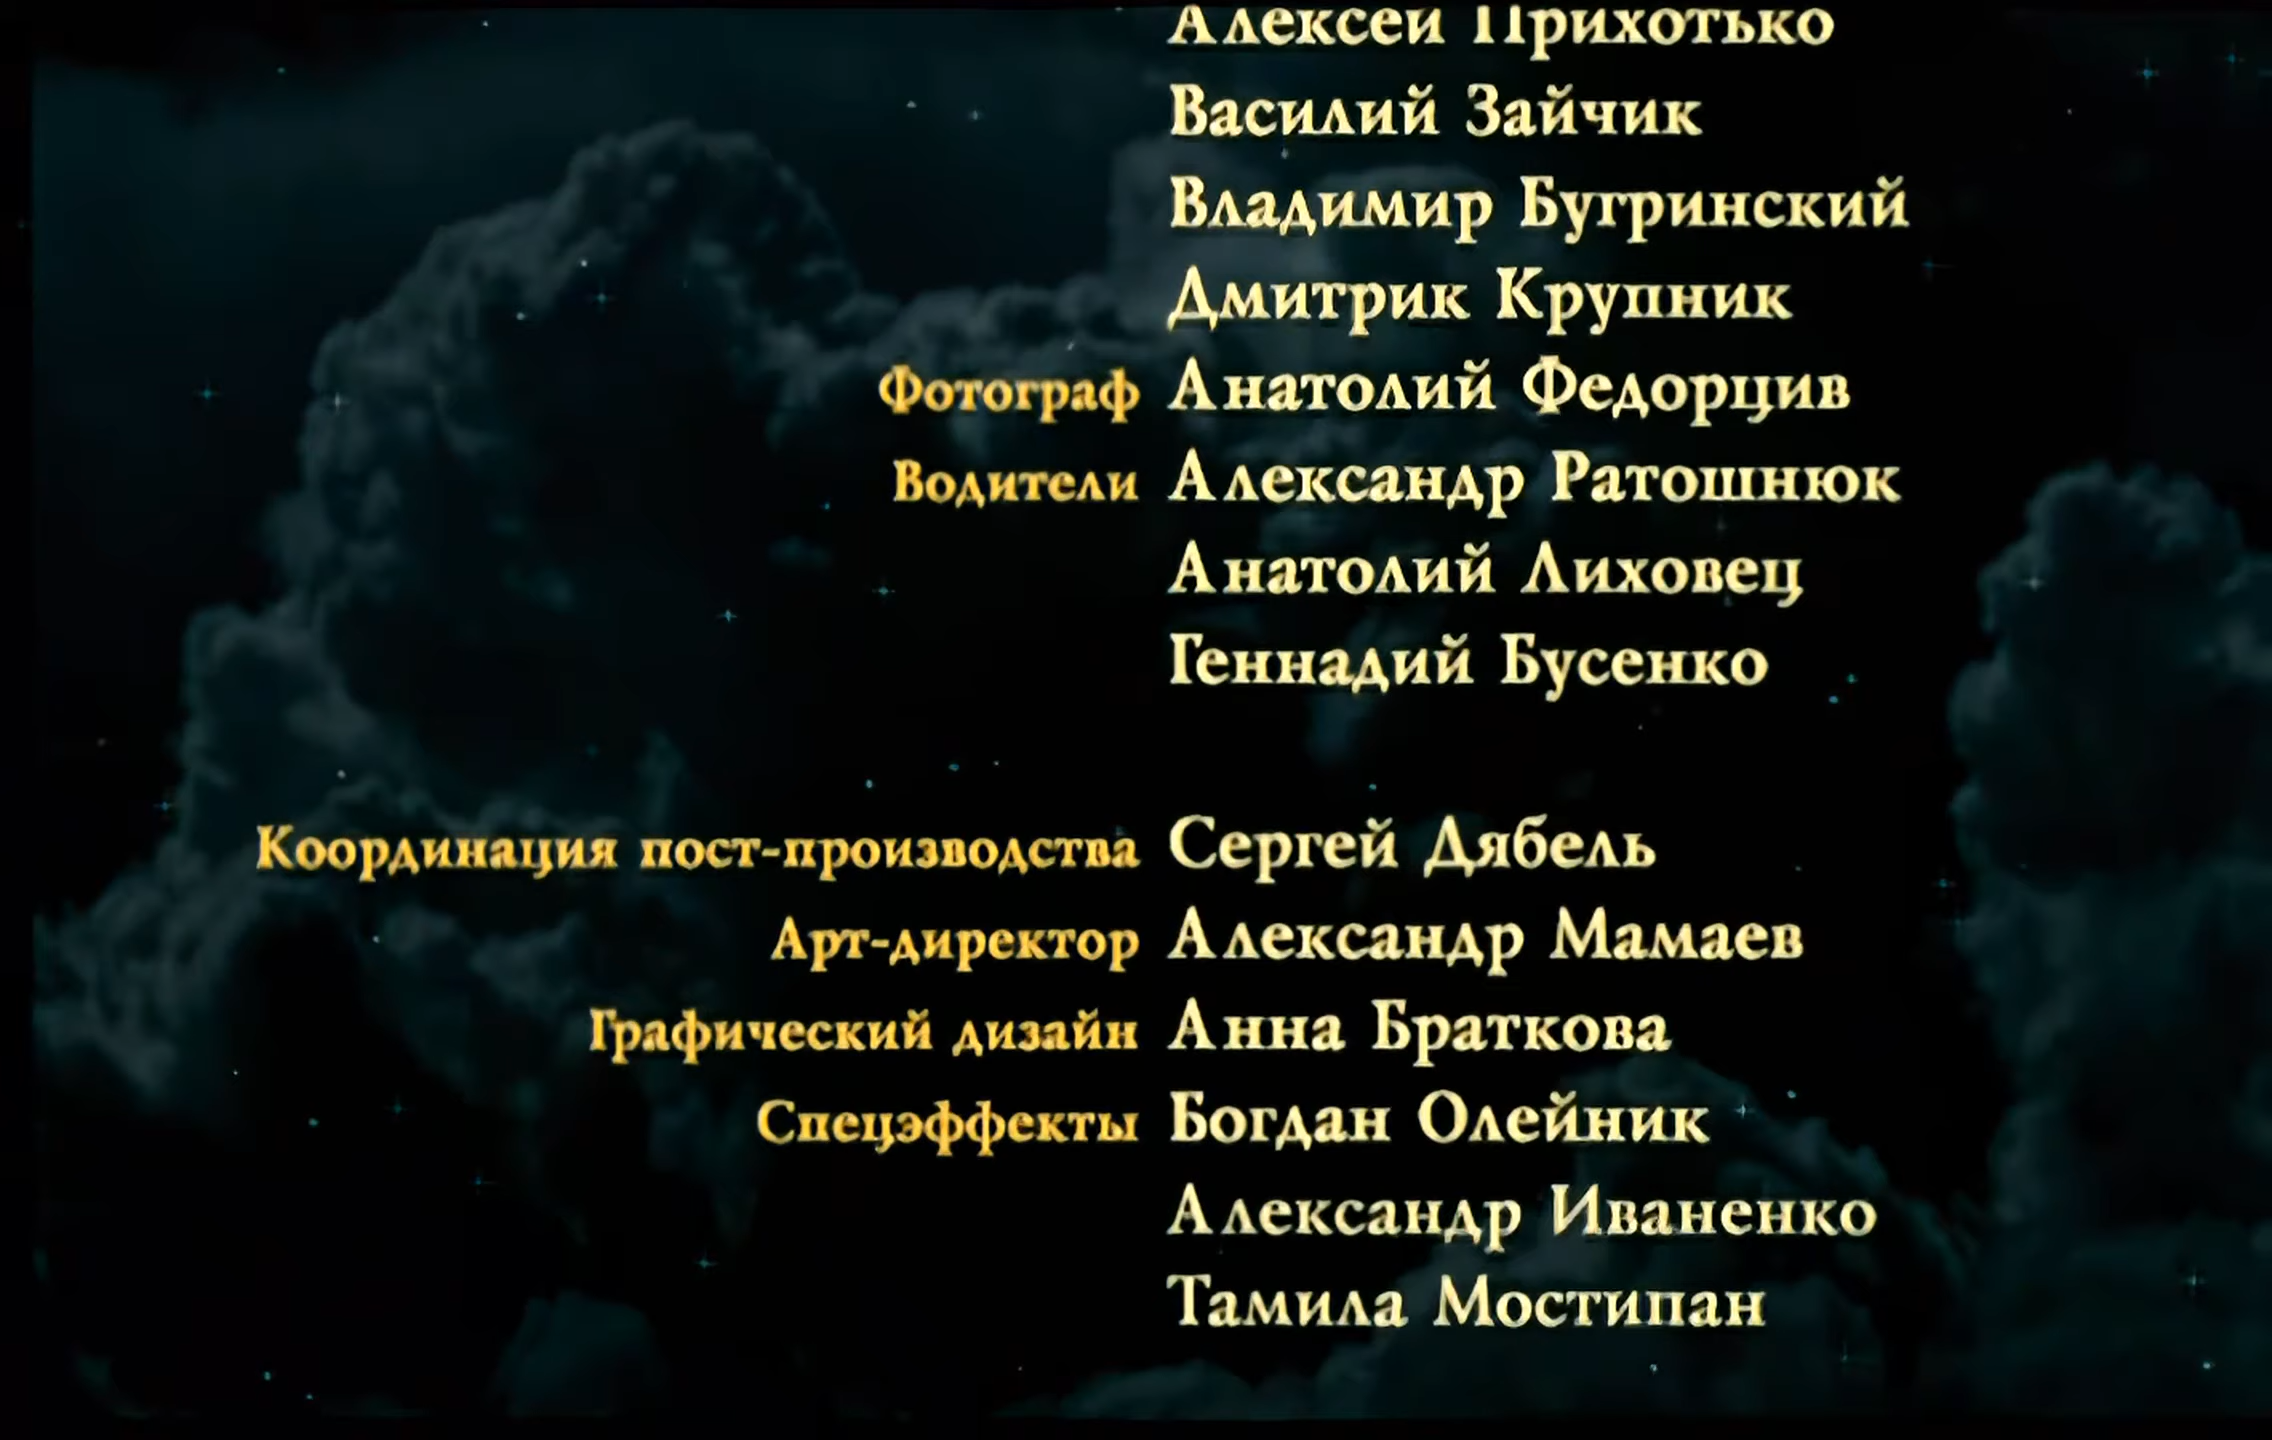 Алексей Прихотько
Василий Зайчик
Владимир Бугринский
Дмитрик Крупник
Фотограф Анатолий Федорцив
Водители Александр Ратошнюк
Анатолий Лиховец
Геннадий Бусенко
Координация пост-производства Сергей Дябель
Арт-директор Александр Мамаев
Графический дизайн Анна Браткова
Спецэффекты Богдан Олейник
Александр Иваненко
Тамила Мостипан